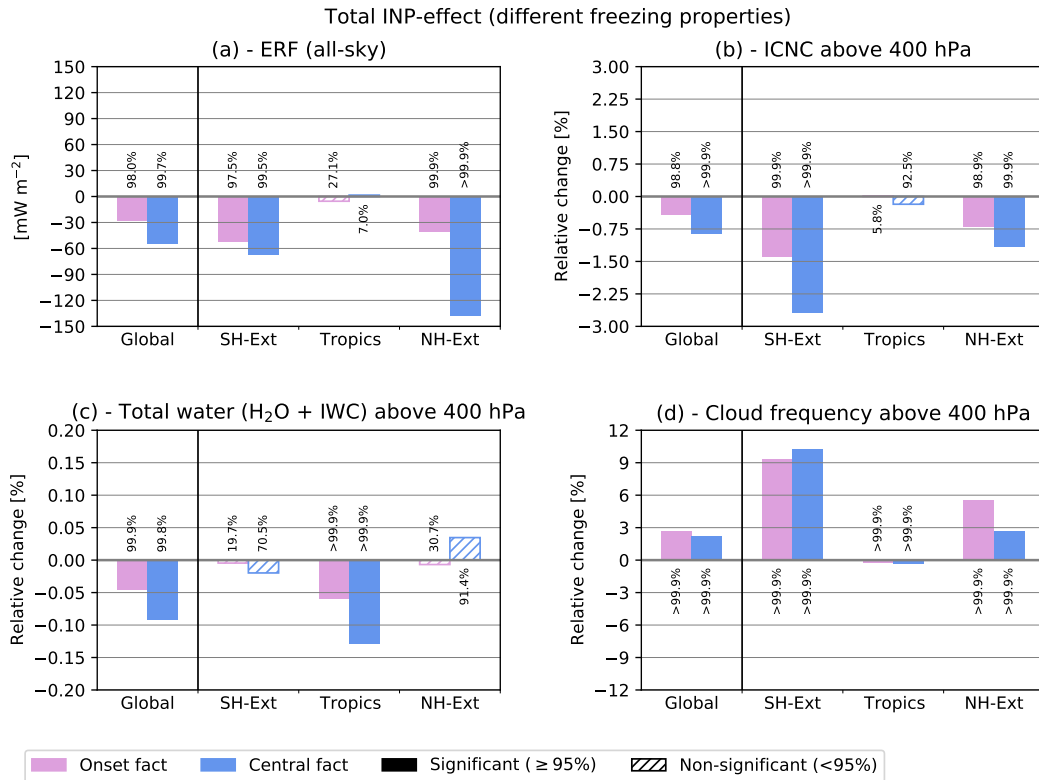 Total INP-effect (different freezing properties)
(a) - ERF (all-sky)
[mW m⁻²]
150
120
90
60
30
0
−30
−60
−90
−120
−150
98.0%
99.7%
97.5%
99.5%
27.1%
7.0%
99.9%
>99.9%
Global
SH-Ext
Tropics
NH-Ext
(b) - ICNC above 400 hPa
Relative change [%]
3.00
2.25
1.50
0.75
0.00
−0.75
−1.50
−2.25
−3.00
98.8%
>99.9%
99.9%
>99.9%
5.8%
92.5%
98.9%
99.9%
Global
SH-Ext
Tropics
NH-Ext
(c) - Total water (H₂O + IWC) above 400 hPa
Relative change [%]
0.20
0.15
0.10
0.05
0.00
−0.05
−0.10
−0.15
−0.20
99.9%
99.8%
19.7%
70.5%
>99.9%
>99.9%
30.7%
91.4%
Global
SH-Ext
Tropics
NH-Ext
(d) - Cloud frequency above 400 hPa
Relative change [%]
12
9
6
3
0
−3
−6
−9
−12
>99.9%
>99.9%
>99.9%
>99.9%
>99.9%
>99.9%
>99.9%
>99.9%
Global
SH-Ext
Tropics
NH-Ext
Onset fact
Central fact
Significant (≥ 95%)
Non-significant (<95%)